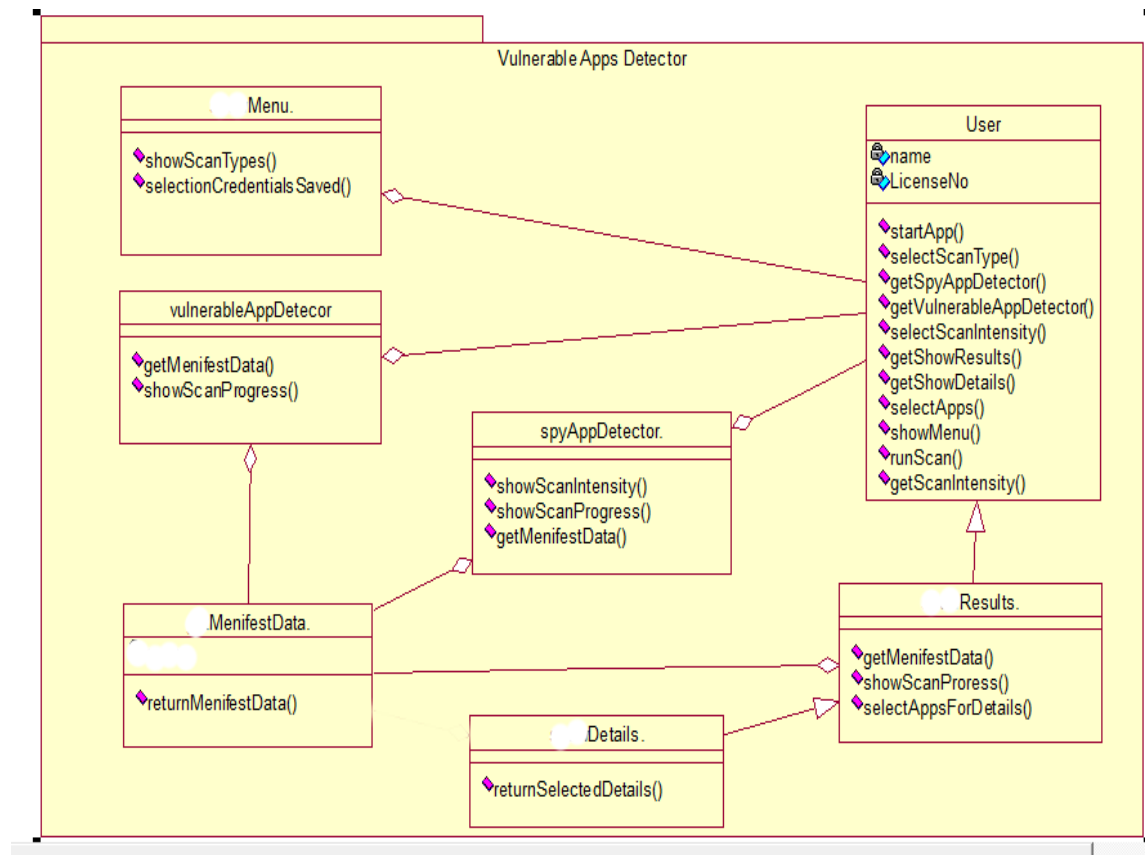 Vulnerable Apps Detector
Menu.
showScanTypes()
selectionCredentialsSaved()
User
name
LicenseNo
startApp()
selectScanType()
getSpyAppDetector()
getVulnerableAppDetector()
selectScanIntensity()
getShowResults()
getShowDetails()
selectApps()
showMenu()
runScan()
getScanIntensity()
vulnerableAppDetecor
getMenifestData()
showScanProgress()
spyAppDetector.
showScanIntensity()
showScanProgress()
getMenifestData()
.MenifestData.
returnMenifestData()
Results.
getMenifestData()
showScanProress()
selectAppsForDetails()
Details.
returnSelectedDetails()